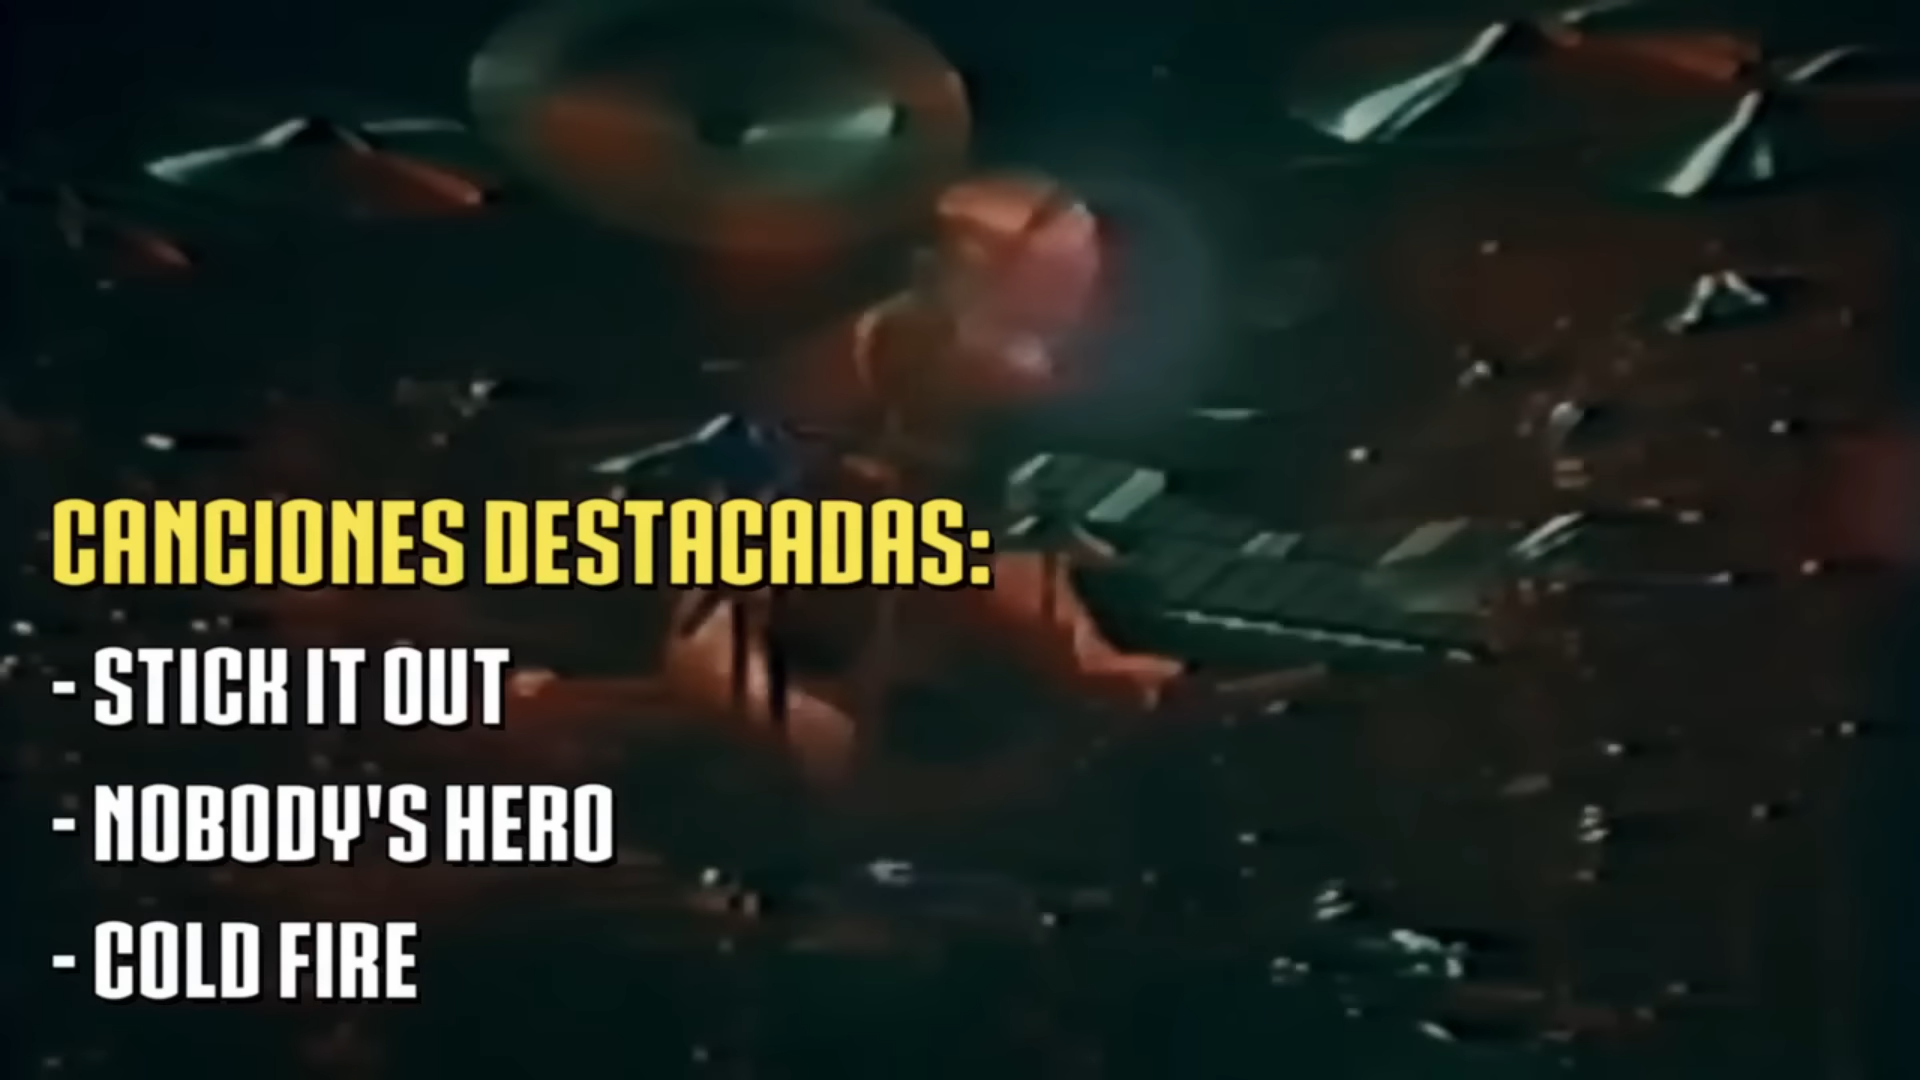 CANCIONES DESTACADAS:
- STICK IT OUT
- NOBODY'S HERO
- COLD FIRE